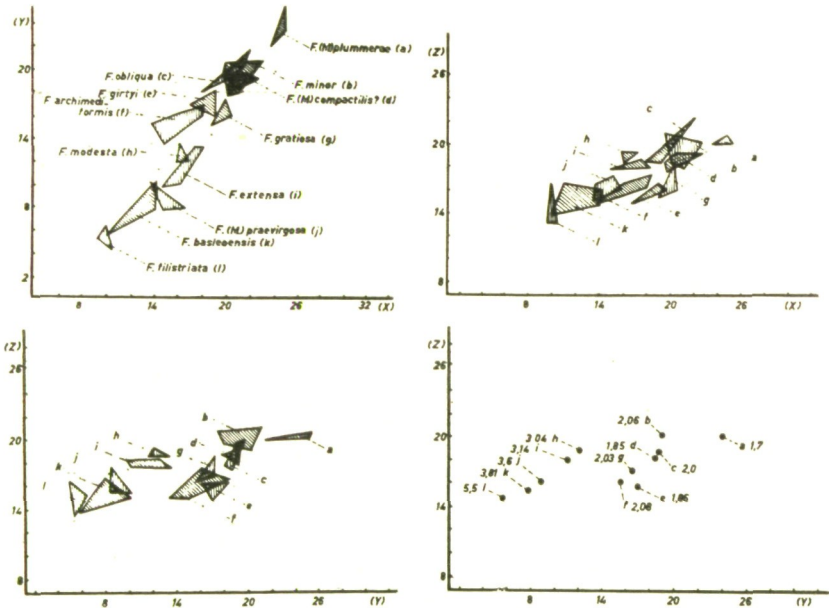 (Y)
F.(H)plummerae (a)
20
F.obliqua (c)
F.minor (b)
F.girtyi (e)
F.(H.) compactilis? (d)
F.archimedi-
formis (f)
14
F.gratiosa (g)
F.modesta (h)
F.extensa (i)
8
F.(H.) praevirgosa (j)
F.basleoensis (k)
F.filistriata (l)
2
8 14 20 26 32 (X)
(Z)
26
20
14
8
c
h
i
j
a
b
d
g
e
f
k
l
8 14 20 26 (X)
(Z)
26
20
14
8
b
d
h
g
i
j
k
l
a
c
e
f
8 14 20 26 (Y)
(Z)
26
20
14
8
2,06 b
3.04 h
1,85 d
a 1,7
3,14 i
2,03 g
c 2,0
3,6 j
3,81 k
5,5 l
f 2,08
e 1,86
8 14 20 26 (Y)